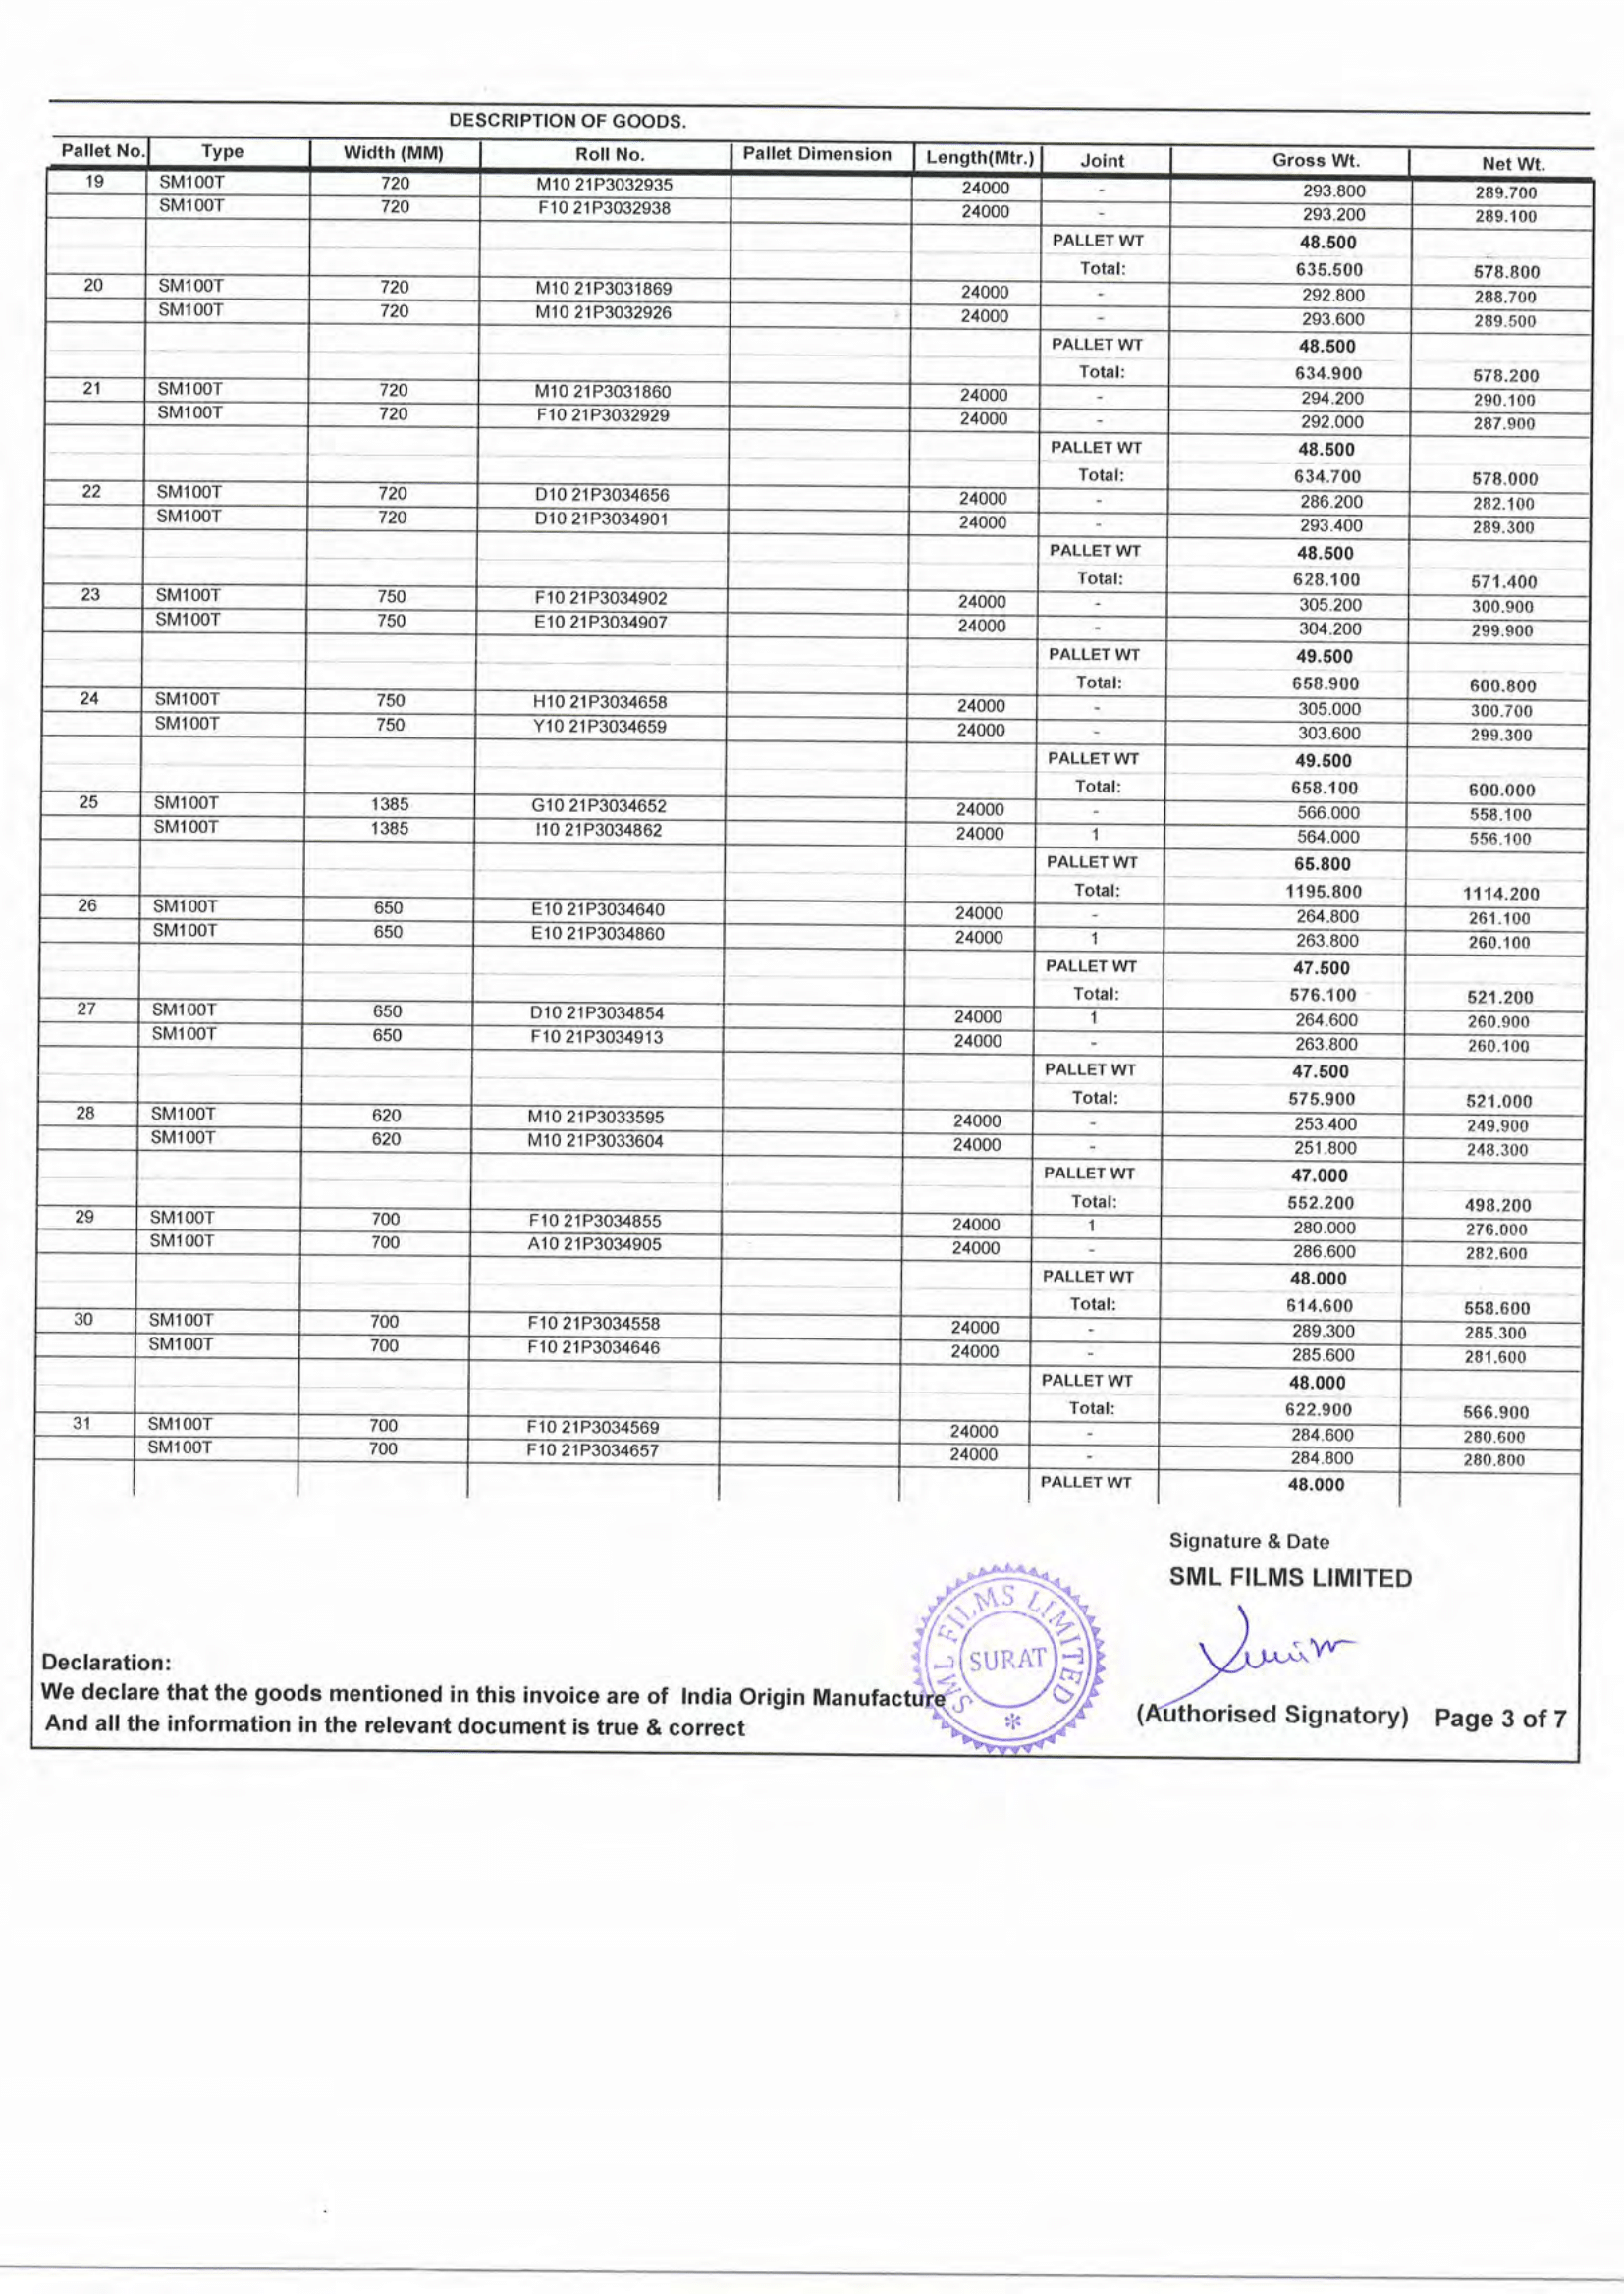 DESCRIPTION OF GOODS.
Pallet No. Type Width (MM) Roll No. Pallet Dimension Length(Mtr.) Joint Gross Wt. Net Wt.
19 SM100T 720 M10 21P3032935 24000 - 293.800 289.700
SM100T 720 F10 21P3032938 24000 - 293.200 289.100
PALLET WT 48.500
Total: 635.500 578.800
20 SM100T 720 M10 21P3031869 24000 - 292.800 288.700
SM100T 720 M10 21P3032926 24000 - 293.600 289.500
PALLET WT 48.500
Total: 634.900 578.200
21 SM100T 720 M10 21P3031860 24000 - 294.200 290.100
SM100T 720 F10 21P3032929 24000 - 292.000 287.900
PALLET WT 48.500
Total: 634.700 578.000
22 SM100T 720 D10 21P3034656 24000 - 286.200 282.100
SM100T 720 D10 21P3034901 24000 - 293.400 289.300
PALLET WT 48.500
Total: 628.100 571.400
23 SM100T 750 F10 21P3034902 24000 - 305.200 300.900
SM100T 750 E10 21P3034907 24000 - 304.200 299.900
PALLET WT 49.500
Total: 658.900 600.800
24 SM100T 750 H10 21P3034658 24000 - 305.000 300.700
SM100T 750 Y10 21P3034659 24000 - 303.600 299.300
PALLET WT 49.500
Total: 658.100 600.000
25 SM100T 1385 G10 21P3034652 24000 - 566.000 558.100
SM100T 1385 I10 21P3034862 24000 1 564.000 556.100
PALLET WT 65.800
Total: 1195.800 1114.200
26 SM100T 650 E10 21P3034640 24000 - 264.800 261.100
SM100T 650 E10 21P3034860 24000 1 263.800 260.100
PALLET WT 47.500
Total: 576.100 521.200
27 SM100T 650 D10 21P3034854 24000 1 264.600 260.900
SM100T 650 F10 21P3034913 24000 - 263.800 260.100
PALLET WT 47.500
Total: 575.900 521.000
28 SM100T 620 M10 21P3033595 24000 - 253.400 249.900
SM100T 620 M10 21P3033604 24000 - 251.800 248.300
PALLET WT 47.000
Total: 552.200 498.200
29 SM100T 700 F10 21P3034855 24000 1 280.000 276.000
SM100T 700 A10 21P3034905 24000 - 286.600 282.600
PALLET WT 48.000
Total: 614.600 558.600
30 SM100T 700 F10 21P3034558 24000 - 289.300 285.300
SM100T 700 F10 21P3034646 24000 - 285.600 281.600
PALLET WT 48.000
Total: 622.900 566.900
31 SM100T 700 F10 21P3034569 24000 - 284.600 280.600
SM100T 700 F10 21P3034657 24000 - 284.800 280.800
PALLET WT 48.000
Signature & Date
SML FILMS LIMITED
SML FILMS LIMITED
SURAT
*
Declaration:
We declare that the goods mentioned in this invoice are of India Origin Manufacture
And all the information in the relevant document is true & correct
(Authorised Signatory) Page 3 of 7